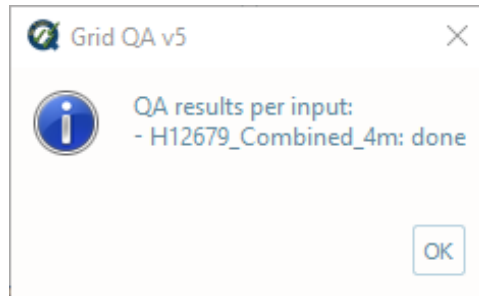 Grid QA v5
QA results per input:
- H12679_Combined_4m: done
OK